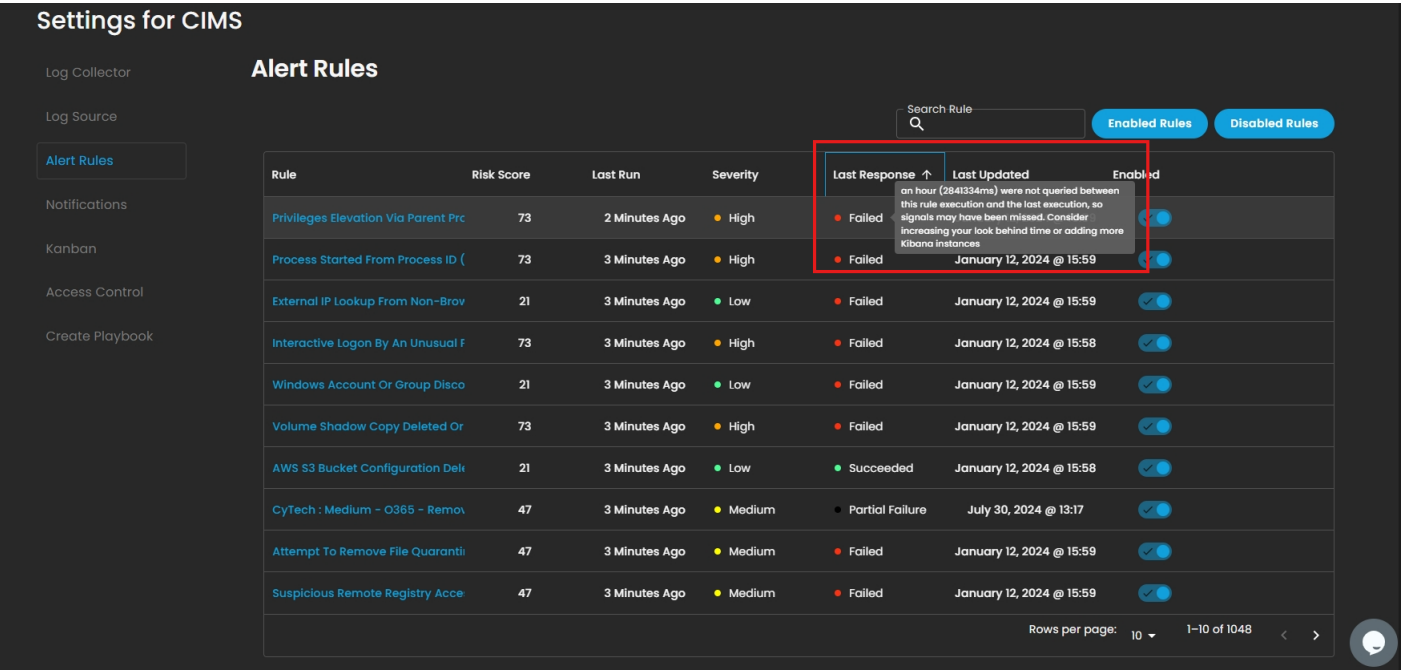 Settings for CIMS
Log Collector
Log Source
Alert Rules
Notifications
Kanban
Access Control
Create Playbook
Alert Rules
Search Rule
Enabled Rules
Disabled Rules
Rule Risk Score Last Run Severity Last Response ↑ Last Updated Enabled
an hour (2841334ms) were not queried between
this rule execution and the last execution, so
signals may have been missed. Consider
increasing your look behind time or adding more
Kibana instances
Privileges Elevation Via Parent Prc 73 2 Minutes Ago High Failed
Process Started From Process ID ( 73 3 Minutes Ago High Failed January 12, 2024 @ 15:59
External IP Lookup From Non-Brow 21 3 Minutes Ago Low Failed January 12, 2024 @ 15:59
Interactive Logon By An Unusual F 73 3 Minutes Ago High Failed January 12, 2024 @ 15:58
Windows Account Or Group Disco 21 3 Minutes Ago Low Failed January 12, 2024 @ 15:59
Volume Shadow Copy Deleted Or 73 3 Minutes Ago High Failed January 12, 2024 @ 15:59
AWS S3 Bucket Configuration Dele 21 3 Minutes Ago Low Succeeded January 12, 2024 @ 15:58
CyTech : Medium - O365 - Remov 47 3 Minutes Ago Medium Partial Failure July 30, 2024 @ 13:17
Attempt To Remove File Quarantin 47 3 Minutes Ago Medium Failed January 12, 2024 @ 15:59
Suspicious Remote Registry Acce 47 3 Minutes Ago Medium Failed January 12, 2024 @ 15:59
Rows per page: 10 1–10 of 1048